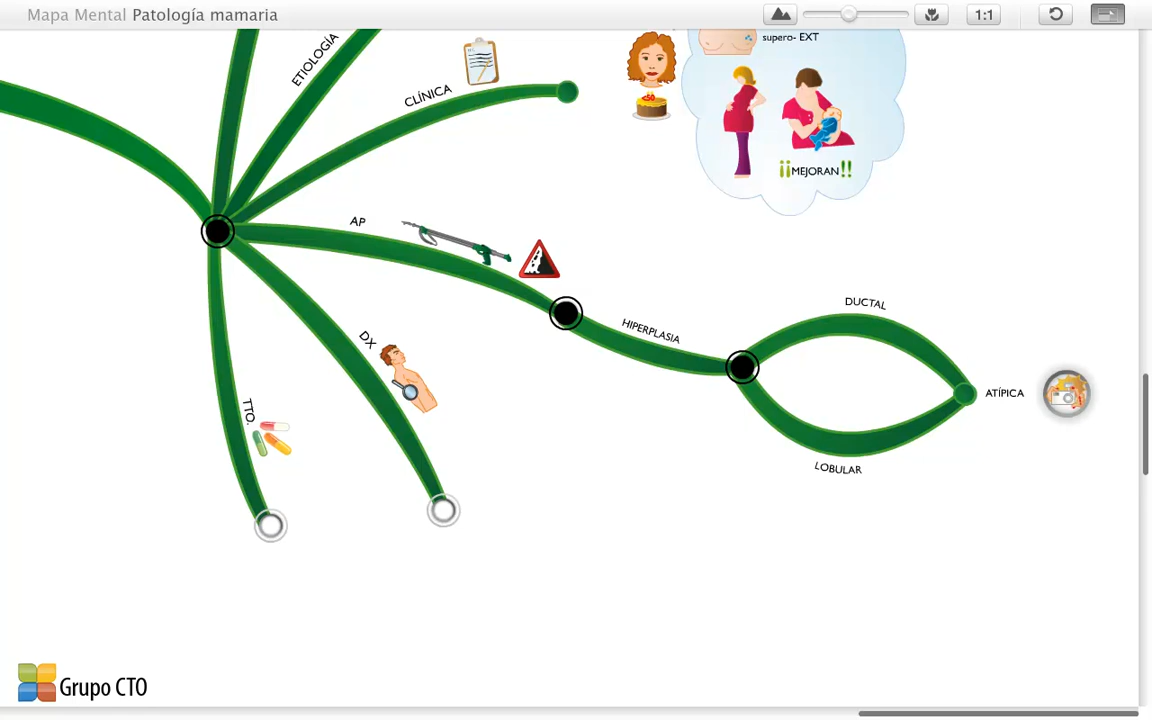 Mapa Mental Patología mamaria
1:1
supero- EXT
ETIOLOGÍA
CLÍNICA
¡¡MEJORAN!!
AP
HIPERPLASIA
DUCTAL
ATÍPICA
LOBULAR
DX
TTO.
Grupo CTO